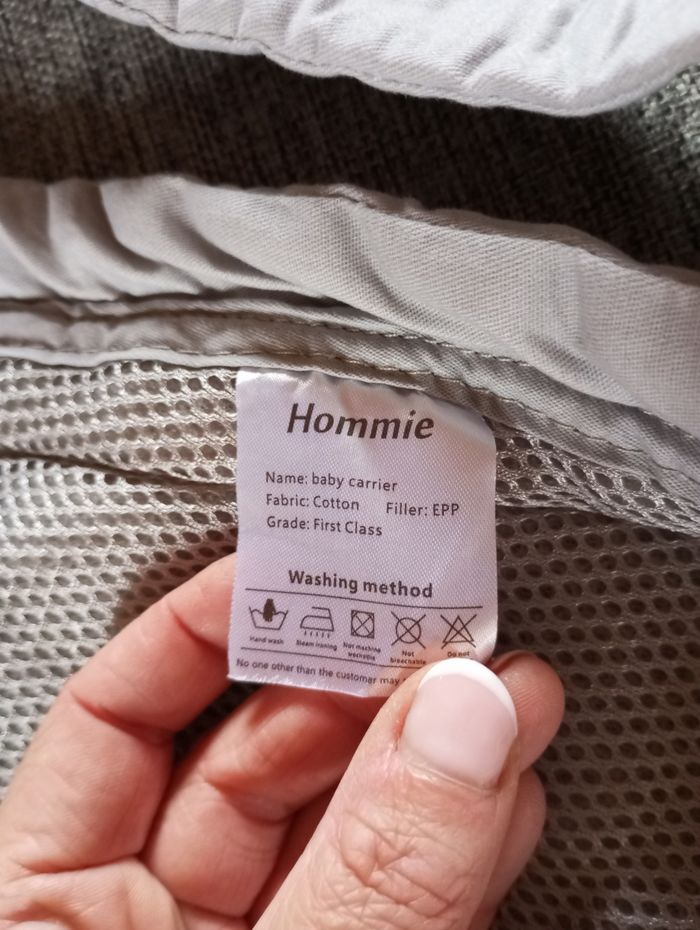 Hommie
Name: baby carrier
Fabric: Cotton Filler: EPP
Grade: First Class
Washing method
Hand wash Steam ironing Not machine washable Not bleachable Do not
No one other than the customer may